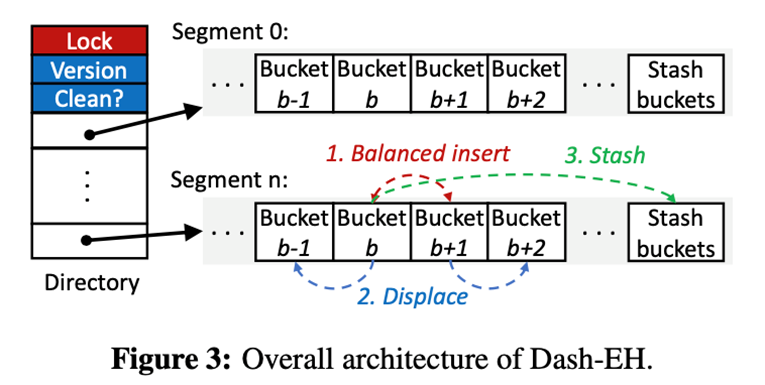 Lock
Version
Clean?
Directory
Segment 0:
...
Bucket
b-1
Bucket
b
Bucket
b+1
Bucket
b+2
...
Stash
buckets
1. Balanced insert
3. Stash
Segment n:
...
Bucket
b-1
Bucket
b
Bucket
b+1
Bucket
b+2
...
Stash
buckets
2. Displace
Figure 3: Overall architecture of Dash-EH.